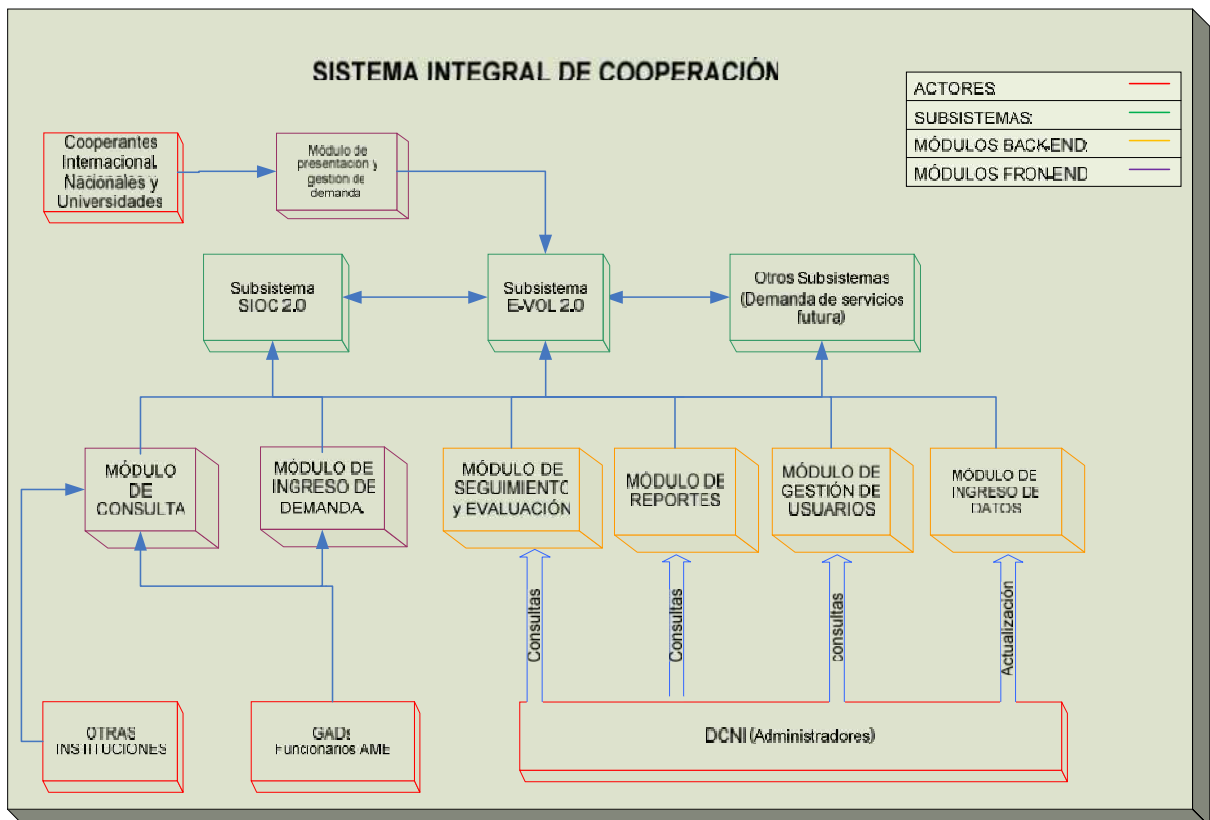 SISTEMA INTEGRAL DE COOPERACIÓN
ACTORES
SUBSISTEMAS
MÓDULOS BACK-END
MÓDULOS FRON-END
Cooperantes
Internacional.
Nacionales y
Universidades
Módulo de
presentacion y
gestión de
demanda
Subsistema
SIOC 2.0
Subsistema
E-VOL 2.0
Otros Subsistemas
(Demanda de servicios
futura)
MÓDULO
DE
CONSULTA
MÓDULO DE
INGRESO DE
DEMANDA
MÓDULO DE
SEGUIMIENTO
y EVALUACIÓN
MÓDULO DE
REPORTES
MÓDULO DE
GESTIÓN DE
USUARIOS
MÓDULO DE
INGRESO DE
DATOS
Consultas
Consultas
consultas
Actualización
OTRAS
INSTITUCIONES
GADs
Funcionarios AME
DCNI (Administradores)